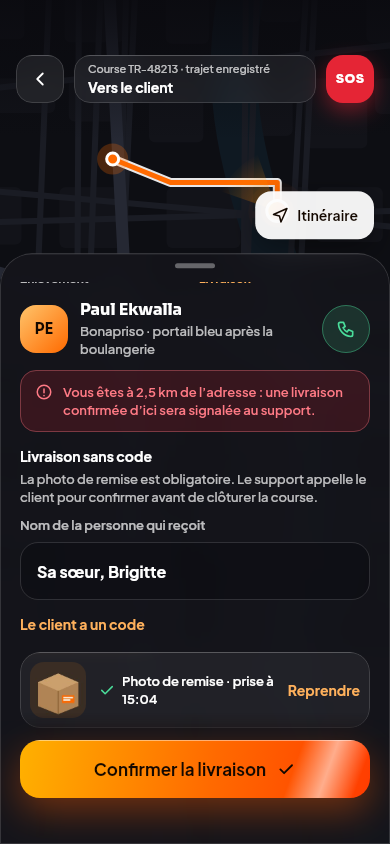 Course TR-48213 · trajet enregistré
Vers le client
SOS
Itinéraire
Livraison
PE
Paul Ekwalla
Bonapriso · portail bleu après la
boulangerie
Vous êtes à 2,5 km de l'adresse : une livraison
confirmée d'ici sera signalée au support.
Livraison sans code
La photo de remise est obligatoire. Le support appelle le
client pour confirmer avant de clôturer la course.
Nom de la personne qui reçoit
Sa sœur, Brigitte
Le client a un code
Photo de remise · prise à
15:04
Reprendre
Confirmer la livraison